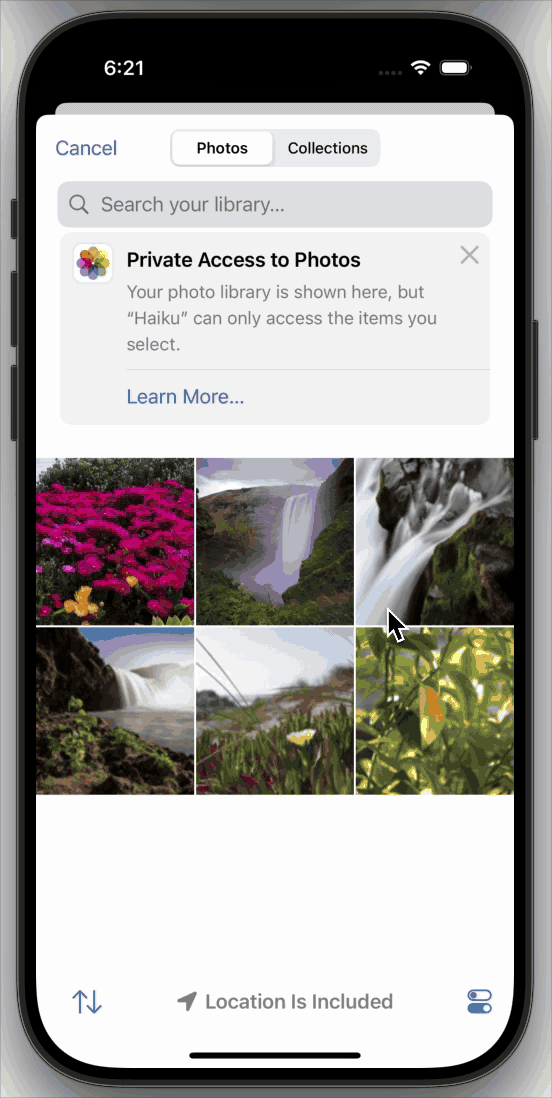 6:21
Cancel
Photos
Collections
Search your library...
Private Access to Photos
Your photo library is shown here, but
“Haiku” can only access the items you
select.
Learn More...
Location Is Included